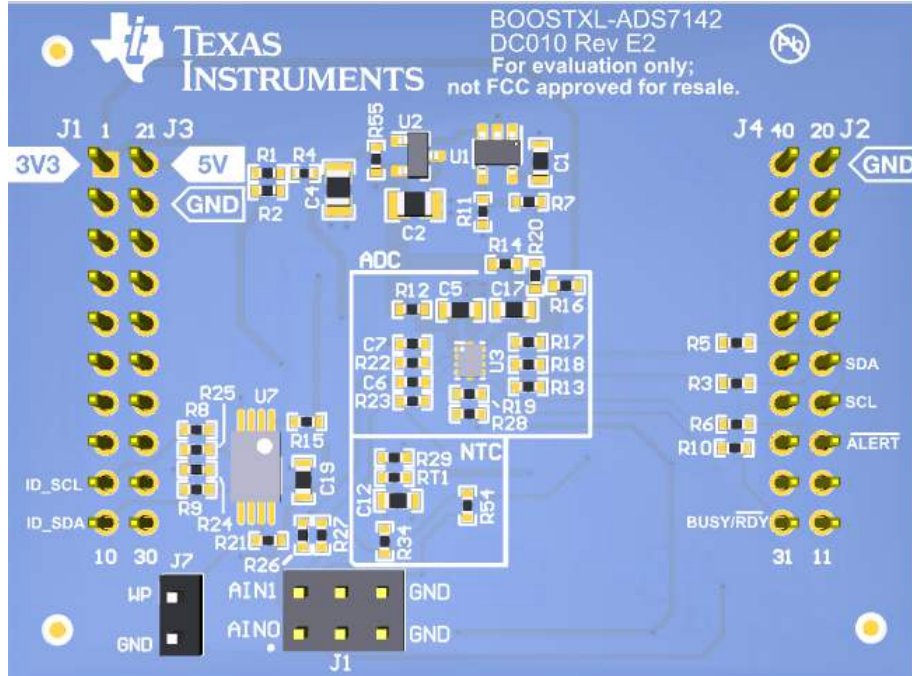 TEXAS
INSTRUMENTS
BOOSTXL-ADS7142
DC010 Rev E2
For evaluation only;
not FCC approved for resale.
Pb
J1 1 21 J3
3V3
5V
GND
R1
R2
R4
C4
R55
U2
U1
C1
C2
R11
R7
J4 40 20 J2
GND
ADC
R14
R20
R16
R12
C5
C17
C7
R22
C6
R23
U3
R17
R18
R13
R19
R28
R5
SDA
R3
SCL
R6
R10
ALERT
BUSY/RDY
31 11
R25
U7
R8
R9
R24
R15
C19
R21
R26
R27
NTC
R29
RT1
C12
R34
R54
ID_SCL
ID_SDA
10 30
J7
WP
GND
AIN1
GND
AIN0
GND
J1